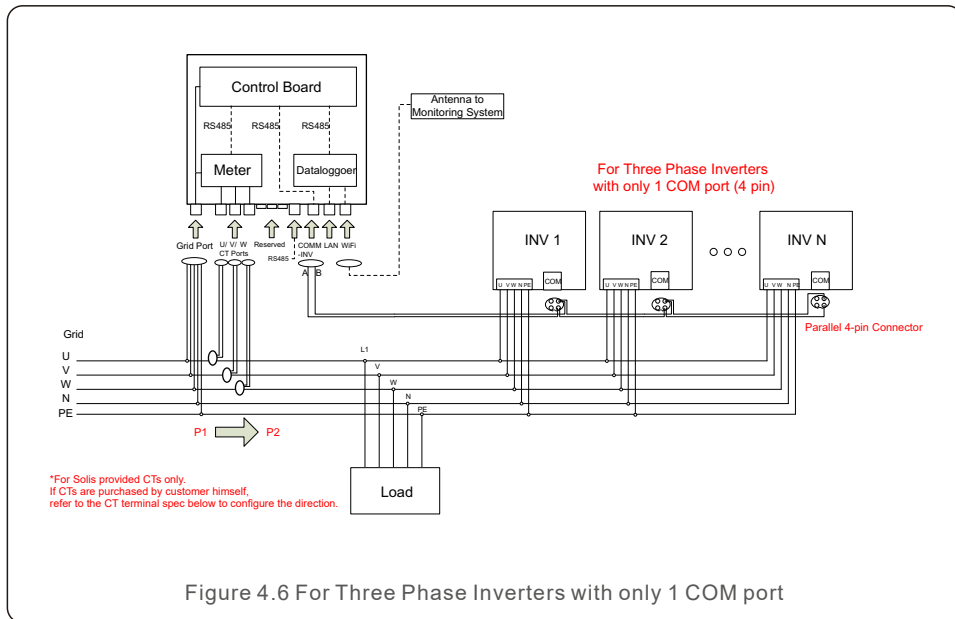 Control Board
RS485
RS485
RS485
Meter
Dataloggoer
Antenna to
Monitoring System
For Three Phase Inverters
with only 1 COM port (4 pin)
Grid Port
U/ V/ W
CT Ports
Reserved
RS485
COMM
-INV
LAN
WiFi
A
B
INV 1
INV 2
INV N
COM
COM
COM
U V W N PE
U V W N PE
U V W N PE
Parallel 4-pin Connector
Grid
U
V
W
N
PE
L1
V
W
N
PE
P1
P2
*For Solis provided CTs only.
If CTs are purchased by customer himself,
refer to the CT terminal spec below to configure the direction.
Load
Figure 4.6 For Three Phase Inverters with only 1 COM port